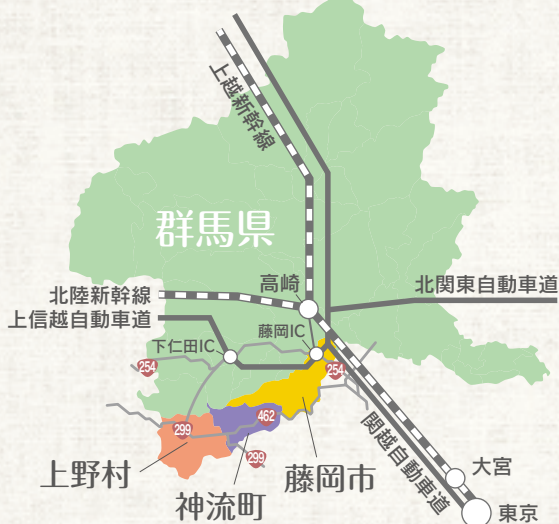 上越新幹線
群馬県
高崎
北関東自動車道
北陸新幹線
上信越自動車道
下仁田IC
藤岡IC
254
254
462
299
299
関越自動車道
上野村
神流町
藤岡市
大宮
東京